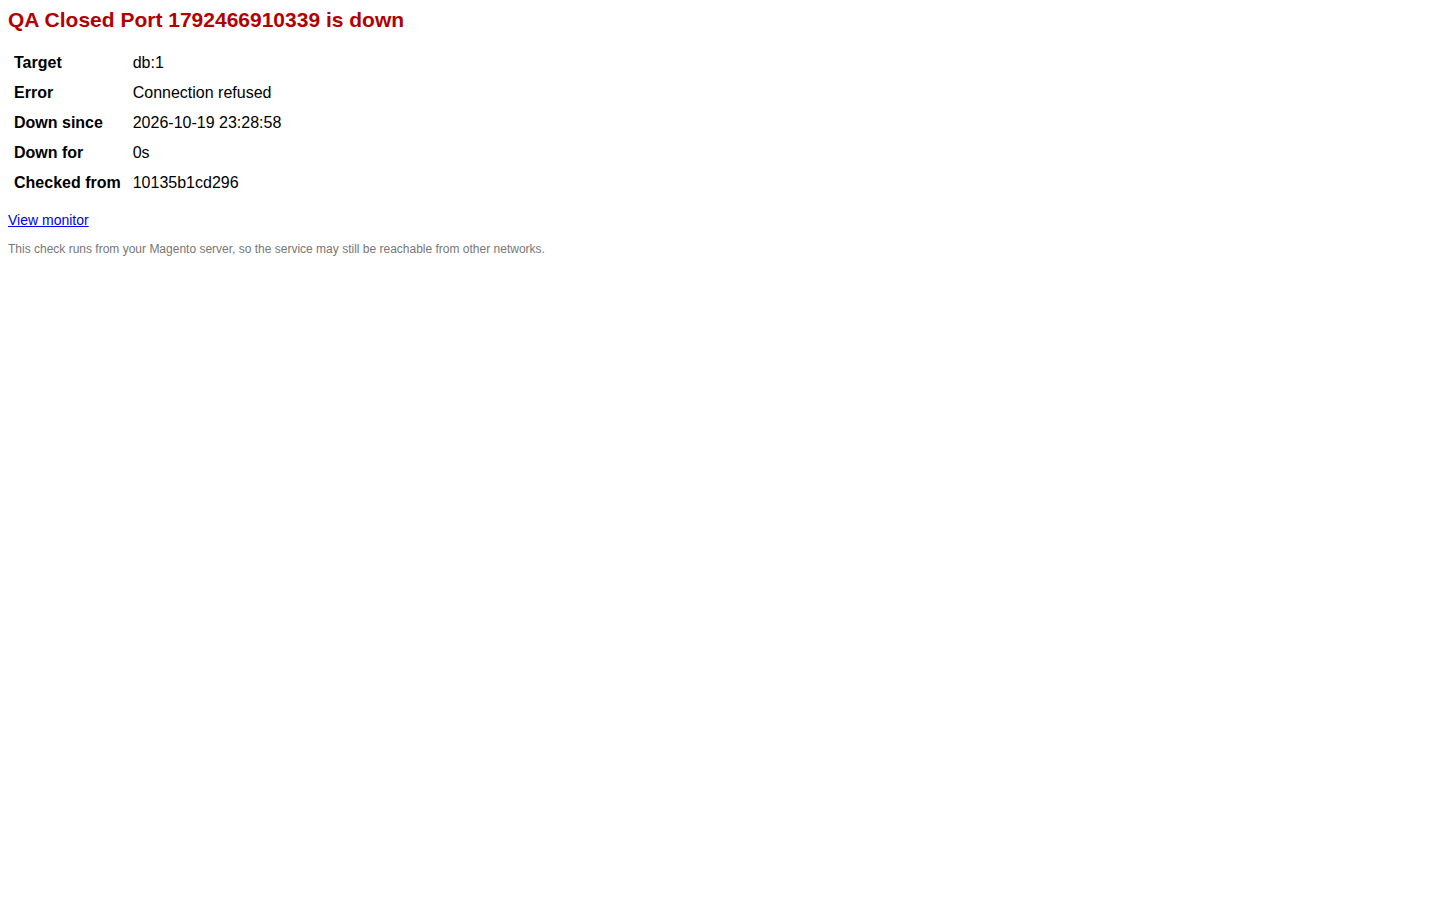 QA Closed Port 1792466910339 is down
Target db:1
Error Connection refused
Down since 2026-10-19 23:28:58
Down for 0s
Checked from 10135b1cd296
View monitor
This check runs from your Magento server, so the service may still be reachable from other networks.